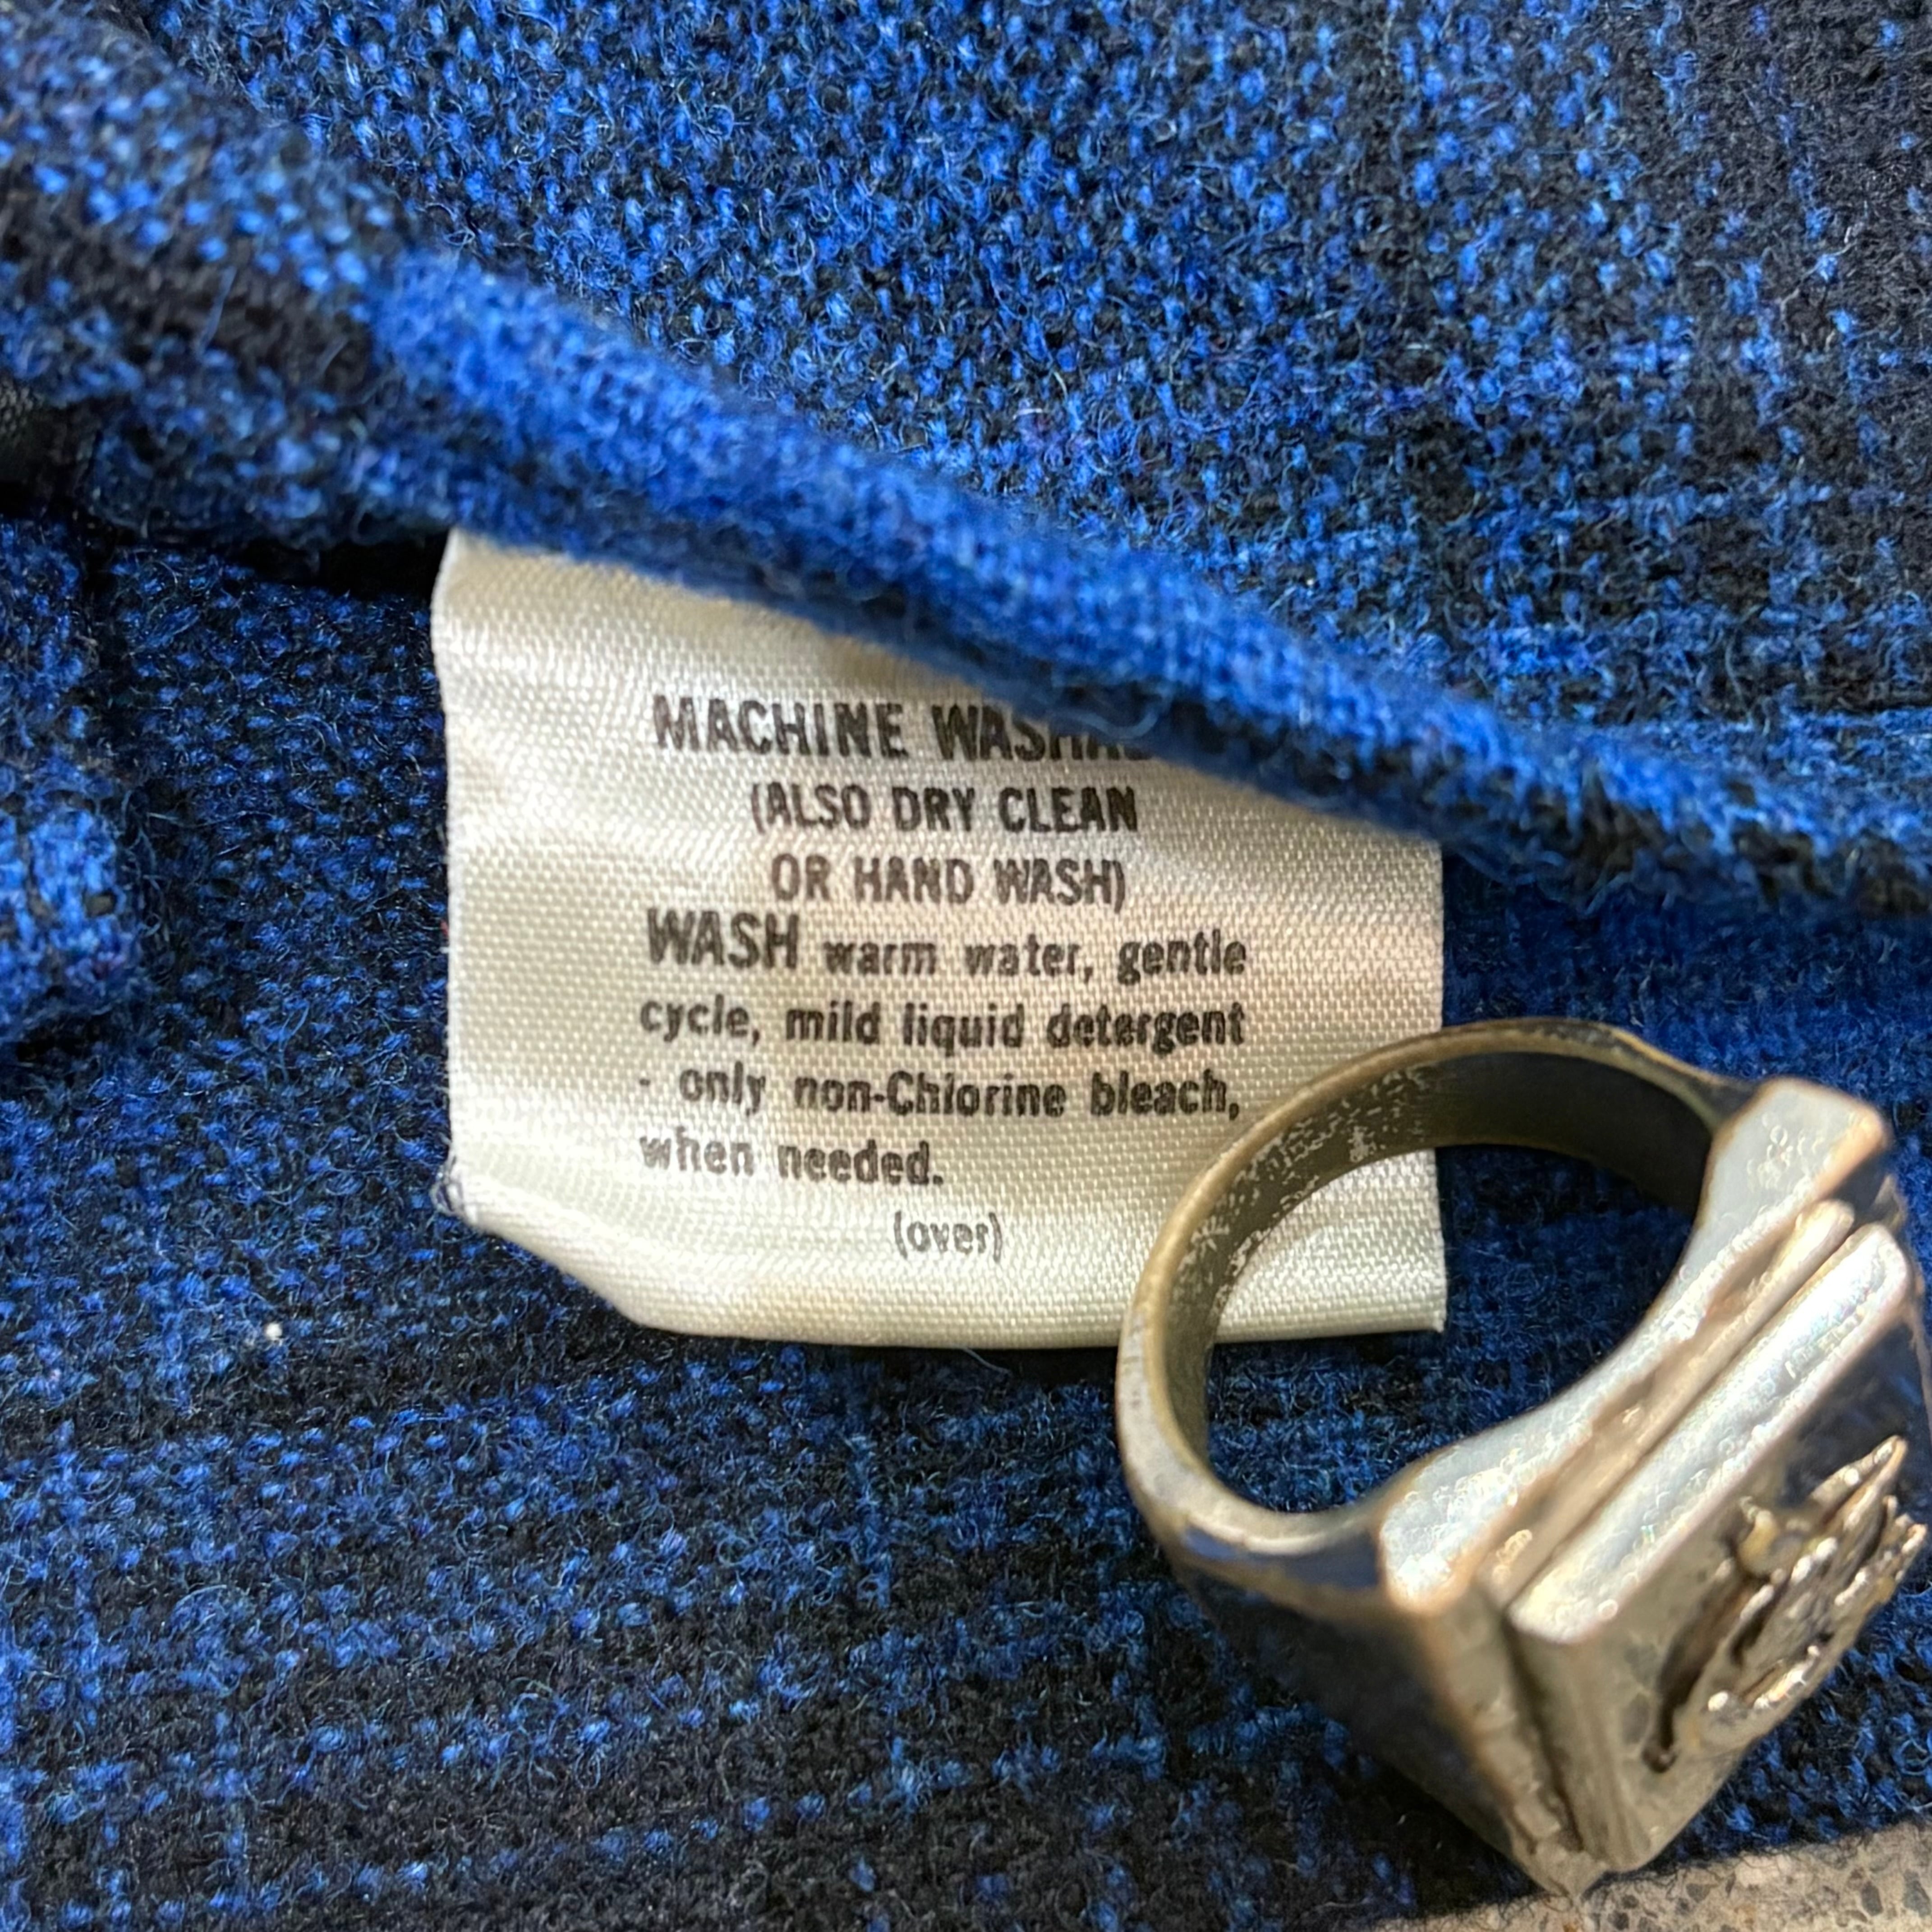 MACHINE WASHAB
(ALSO DRY CLEAN
OR HAND WASH)
WASH warm water, gentle
cycle, mild liquid detergent
- only non-Chlorine bleach,
when needed.
(over)